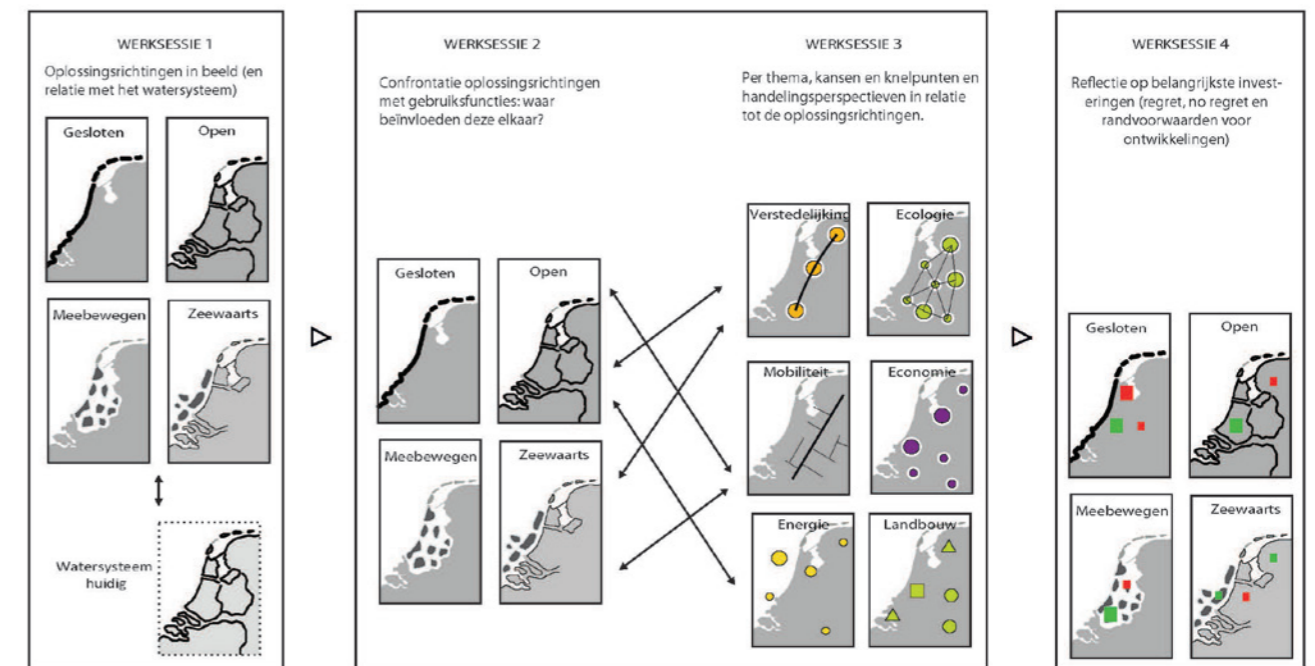 WERKSESSIE 1
Oplossingsrichtingen in beeld (en
relatie met het watersysteem)
Gesloten
Open
Meebewegen
Zeewaarts
Watersysteem
huidig
WERKSESSIE 2
Confrontatie oplossingsrichtingen
met gebruiksfuncties: waar
beïnvloeden deze elkaar?
Gesloten
Open
Meebewegen
Zeewaarts
WERKSESSIE 3
Per thema, kansen en knelpunten en
handelingsperspectieven in relatie
tot de oplossingsrichtingen.
Verstedelijking
Ecologie
Mobiliteit
Economie
Energie
Landbouw
WERKSESSIE 4
Reflectie op belangrijkste invest-
eringen (regret, no regret en
randvoorwaarden voor
ontwikkelingen)
Gesloten
Open
Meebewegen
Zeewaarts